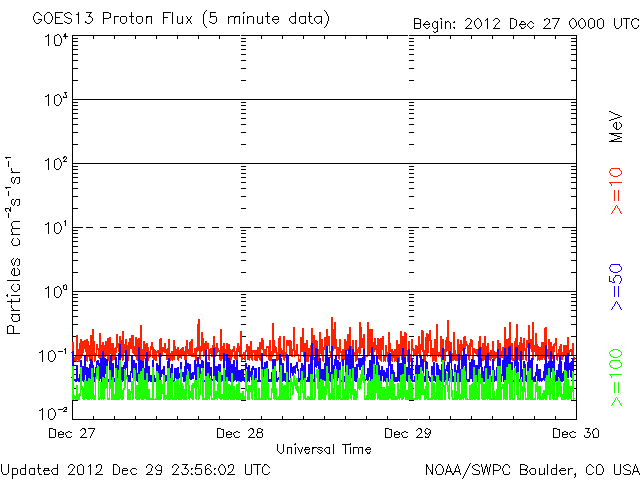 GOES13 Proton Flux (5 minute data)
Begin: 2012 Dec 27 0000 UTC
Particles cm⁻²s⁻¹sr⁻¹
10⁴
10³
10²
10¹
10⁰
10⁻¹
10⁻²
Dec 27
Dec 28
Dec 29
Dec 30
Universal Time
MeV
>=10
>=50
>=100
Updated 2012 Dec 29 23:56:02 UTC
NOAA/SWPC Boulder, CO USA